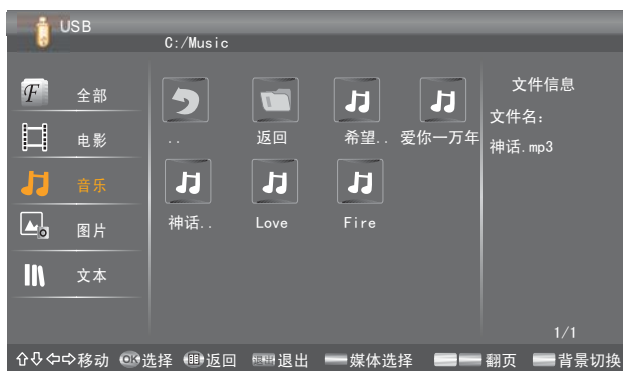 USB
C:/Music
F 全部
电影
音乐
图片
文本
.. 返回 希望.. 爱你一万年
神话.. Love Fire
文件信息
文件名:
神话.mp3
1/1
移动 OK 选择 返回 退出 媒体选择 翻页 背景切换